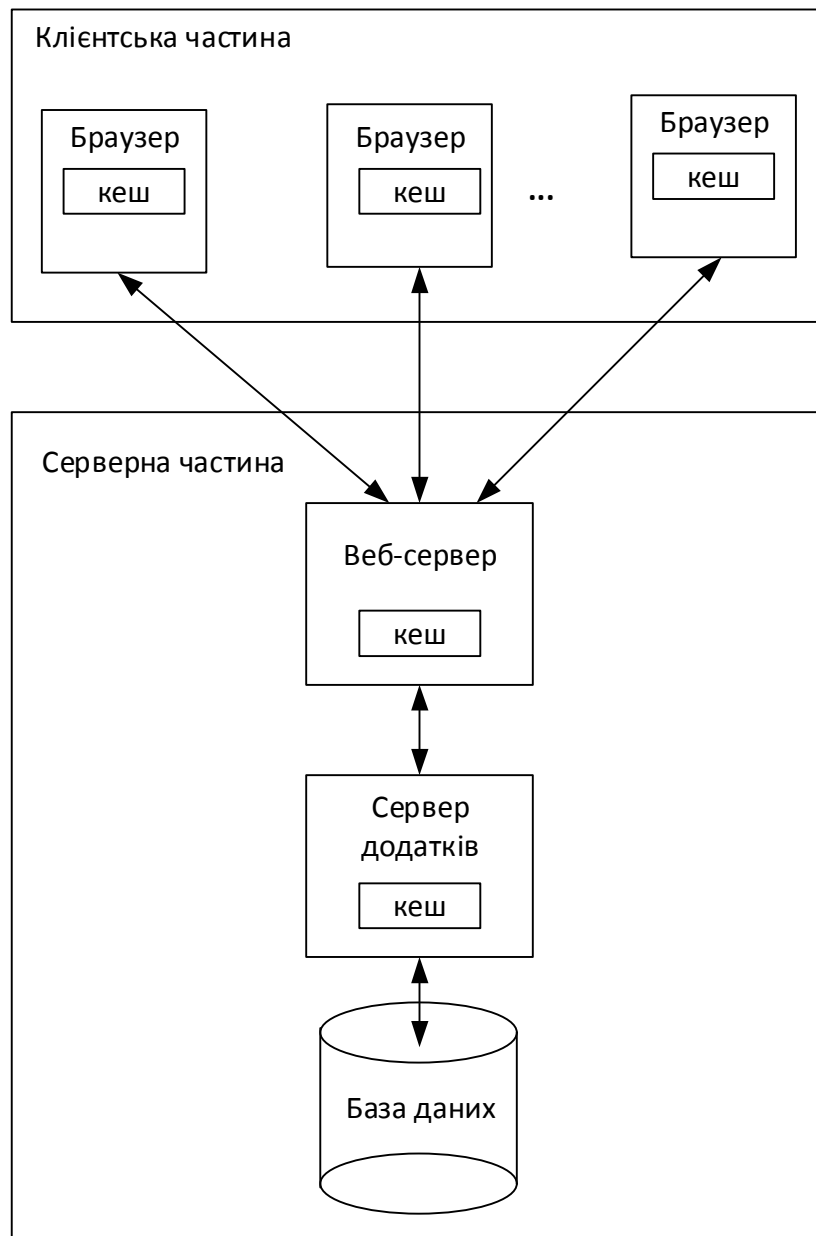 Клієнтська частина
Браузер
кеш
Браузер
кеш
...
Браузер
кеш
Серверна частина
Веб-сервер
кеш
Сервер
додатків
кеш
База даних